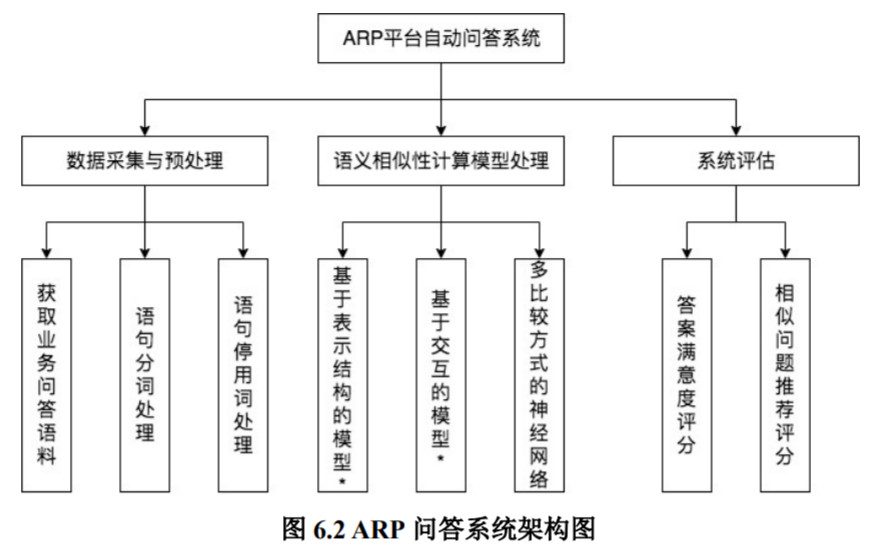 ARP平台自动问答系统
数据采集与预处理
语义相似性计算模型处理
系统评估
获取业务问答语料
语句分词处理
语句停用词处理
基于表示结构的模型*
基于交互的模型*
多比较方式的神经网络
答案满意度评分
相似问题推荐评分
图 6.2 ARP 问答系统架构图